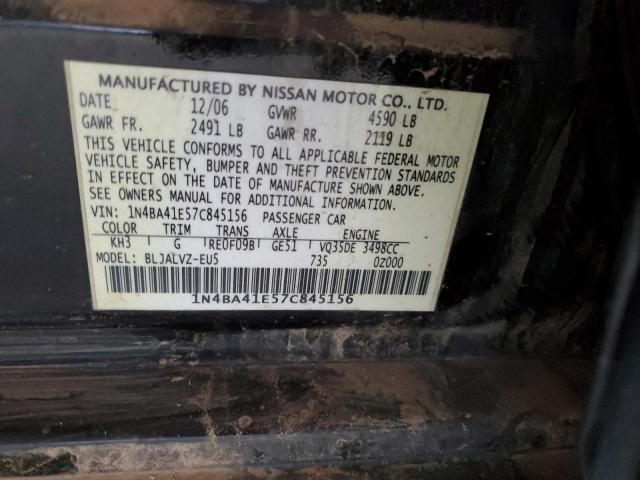 MANUFACTURED BY NISSAN MOTOR CO., LTD.
DATE 12/06 GVWR 4590 LB
GAWR FR. 2491 LB GAWR RR. 2119 LB
THIS VEHICLE CONFORMS TO ALL APPLICABLE FEDERAL MOTOR
VEHICLE SAFETY, BUMPER AND THEFT PREVENTION STANDARDS
IN EFFECT ON THE DATE OF MANUFACTURE SHOWN ABOVE.
SEE OWNERS MANUAL FOR ADDITIONAL INFORMATION.
VIN: 1N4BA41E57C845156 PASSENGER CAR
COLOR TRIM TRANS AXLE ENGINE
KH3 G RE0F09B GE51 VQ35DE 3498CC
MODEL: BLJALVZ-EU5 735 0Z000
1N4BA41E57C845156